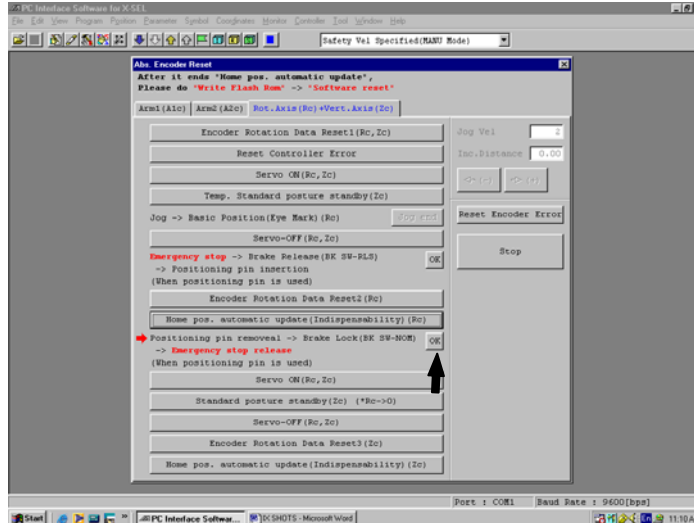 PC Interface Software for X-SEL
File Edit View Program Position Parameter Symbol Coordinates Monitor Controller Tool Window Help
Safety Vel Specified(MANU Mode)
Abs. Encoder Reset
After it ends "Home pos. automatic update",
Please do "Write Flash Rom" -> "Software reset"
Arm1(A1c) Arm2(A2c) Rot.Axis(Rc)+Vert.Axis(Zc)
Encoder Rotation Data Reset1(Rc,Zc)
Reset Controller Error
Servo ON(Rc,Zc)
Temp. Standard posture standby(Zc)
Jog -> Basic Position(Eye Mark)(Rc) Jog end
Servo-OFF(Rc,Zc)
Emergency stop -> Brake Release(BK SW-RLS) OK
-> Positioning pin insertion
(When positioning pin is used)
Encoder Rotation Data Reset2(Rc)
Home pos. automatic update(Indispensability)(Rc)
Positioning pin removeal -> Brake Lock(BK SW-NOM) OK
-> Emergency stop release
(When positioning pin is used)
Servo ON(Rc,Zc)
Standard posture standby(Zc) (*Rc->0)
Servo-OFF(Rc,Zc)
Encoder Rotation Data Reset3(Zc)
Home pos. automatic update(Indispensability)(Zc)
Jog Vel 2
Inc.Distance 0.00
<D>(-) <D>(+)
Reset Encoder Error
Stop
Port : COM1 Baud Rate : 9600[bps]
Start PC Interface Softwar... IX SHOTS - Microsoft Word En 11:10 A